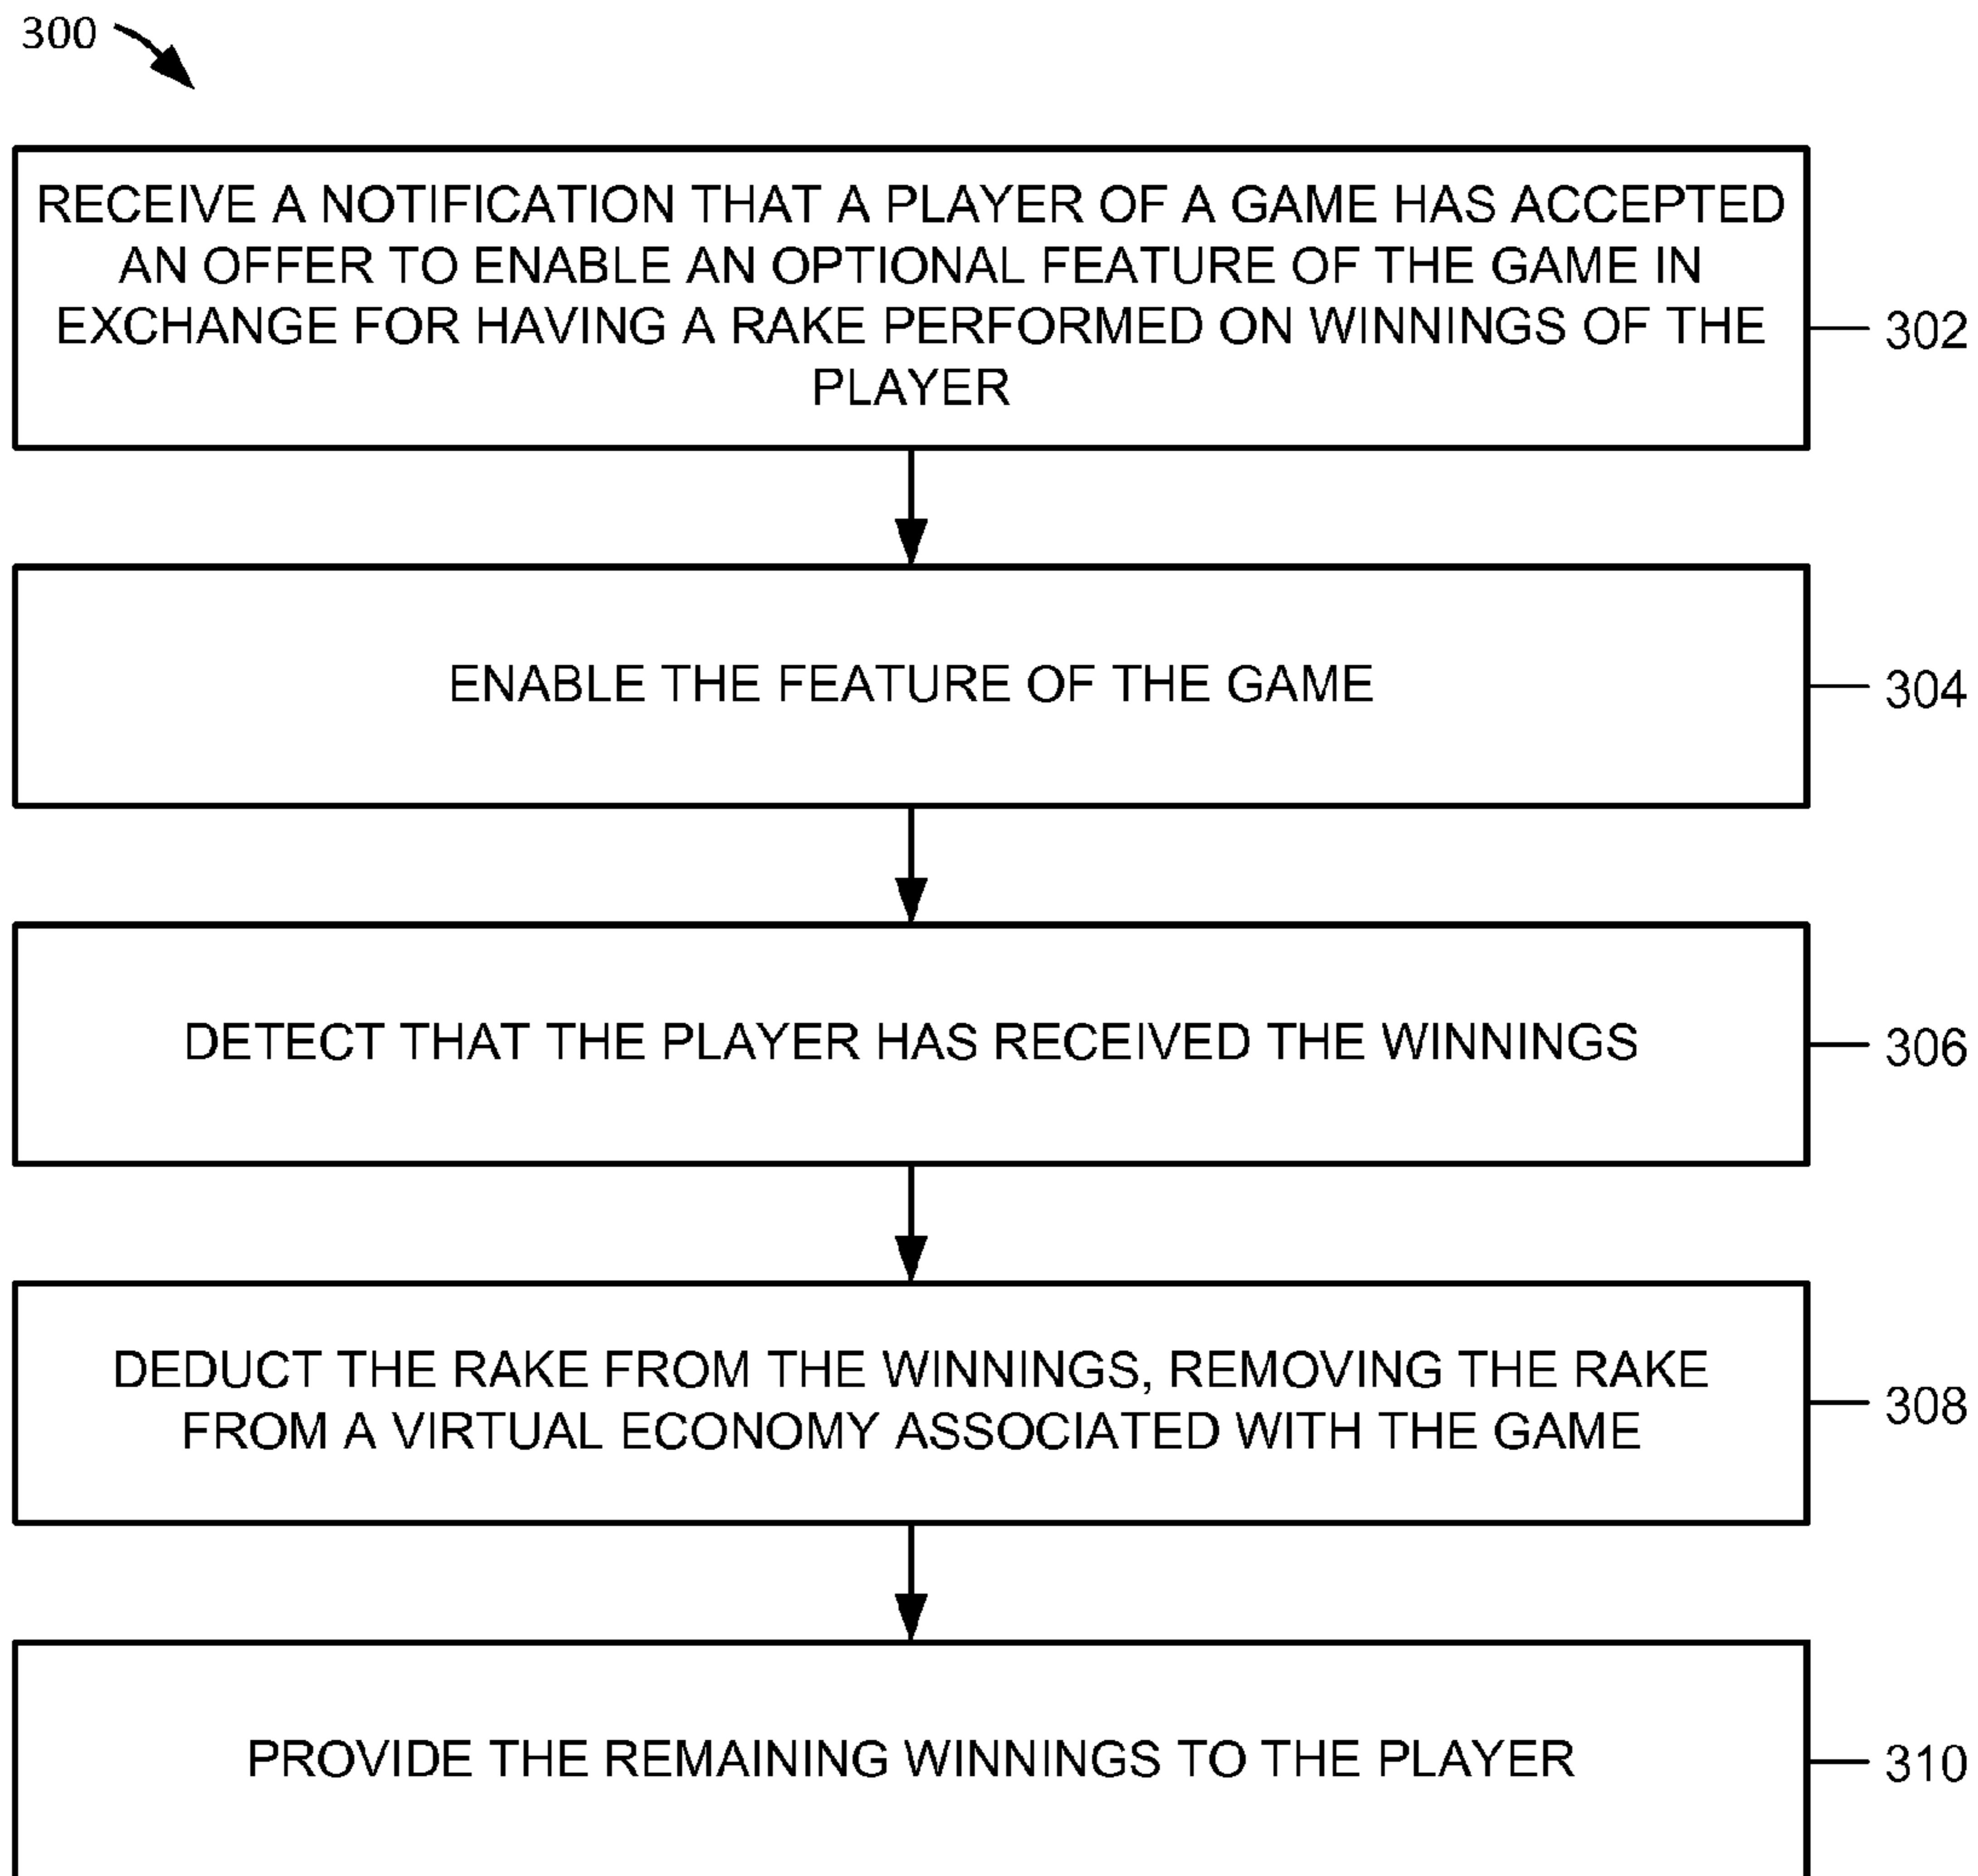 300
RECEIVE A NOTIFICATION THAT A PLAYER OF A GAME HAS ACCEPTED
AN OFFER TO ENABLE AN OPTIONAL FEATURE OF THE GAME IN
EXCHANGE FOR HAVING A RAKE PERFORMED ON WINNINGS OF THE
PLAYER
302
ENABLE THE FEATURE OF THE GAME
304
DETECT THAT THE PLAYER HAS RECEIVED THE WINNINGS
306
DEDUCT THE RAKE FROM THE WINNINGS, REMOVING THE RAKE
FROM A VIRTUAL ECONOMY ASSOCIATED WITH THE GAME
308
PROVIDE THE REMAINING WINNINGS TO THE PLAYER
310